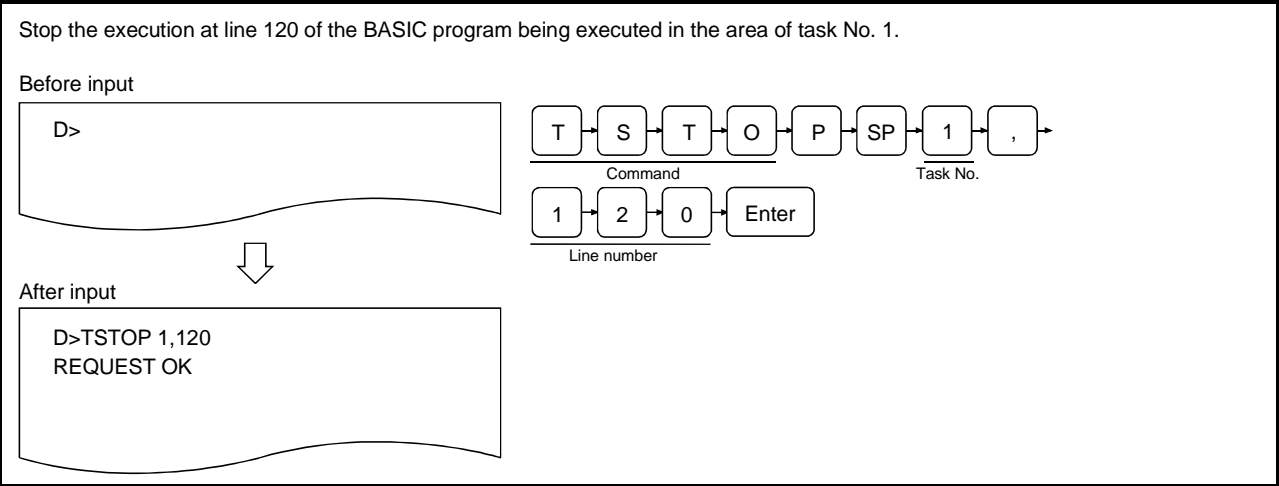 Stop the execution at line 120 of the BASIC program being executed in the area of task No. 1.
Before input
D>
T S T O P SP 1 ,
Command Task No.
1 2 0 Enter
Line number
After input
D>TSTOP 1,120
REQUEST OK